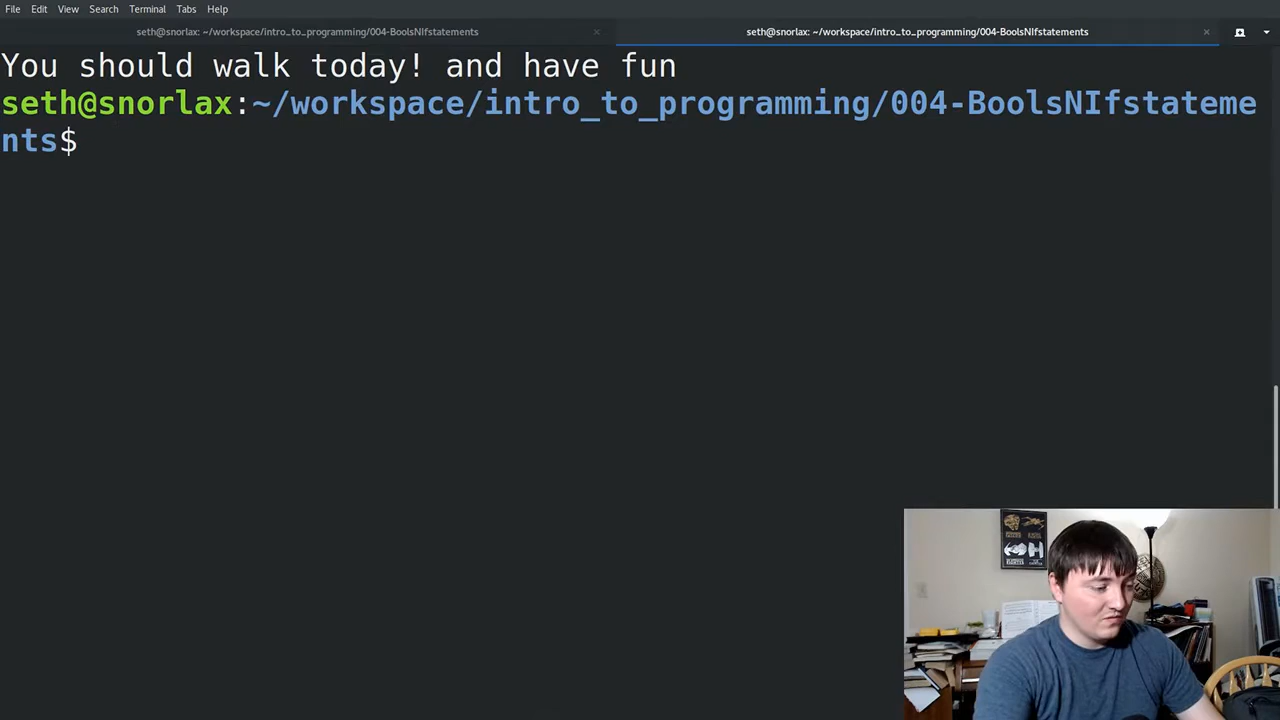 File Edit View Search Terminal Tabs Help
seth@snorlax: ~/workspace/intro_to_programming/004-BoolsNIfstatements × seth@snorlax: ~/workspace/intro_to_programming/004-BoolsNIfstatements ×
You should walk today! and have fun
seth@snorlax:~/workspace/intro_to_programming/004-BoolsNIfstateme
nts$